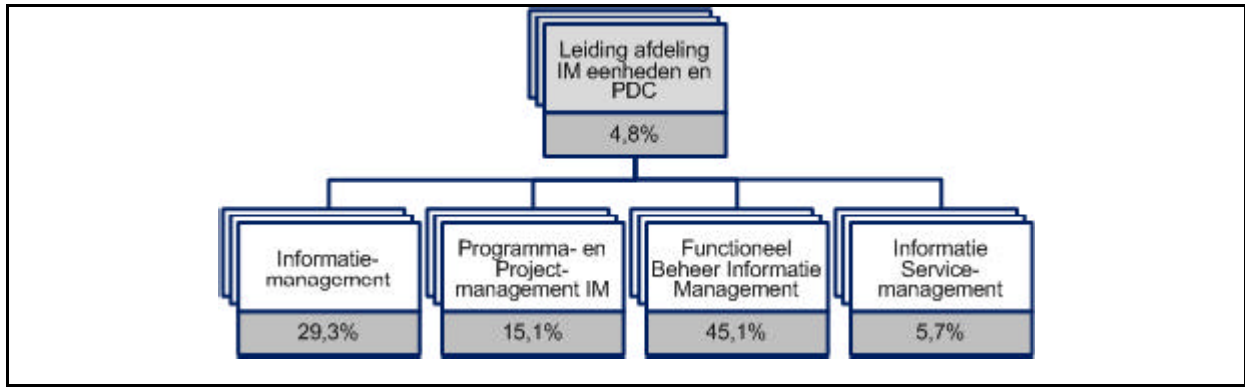 Leiding afdeling
IM eenheden en
PDC
4,8%
Informatie-
management
29,3%
Programma- en
Project-
management IM
15,1%
Functioneel
Beheer Informatie
Management
45,1%
Informatie
Service-
management
5,7%